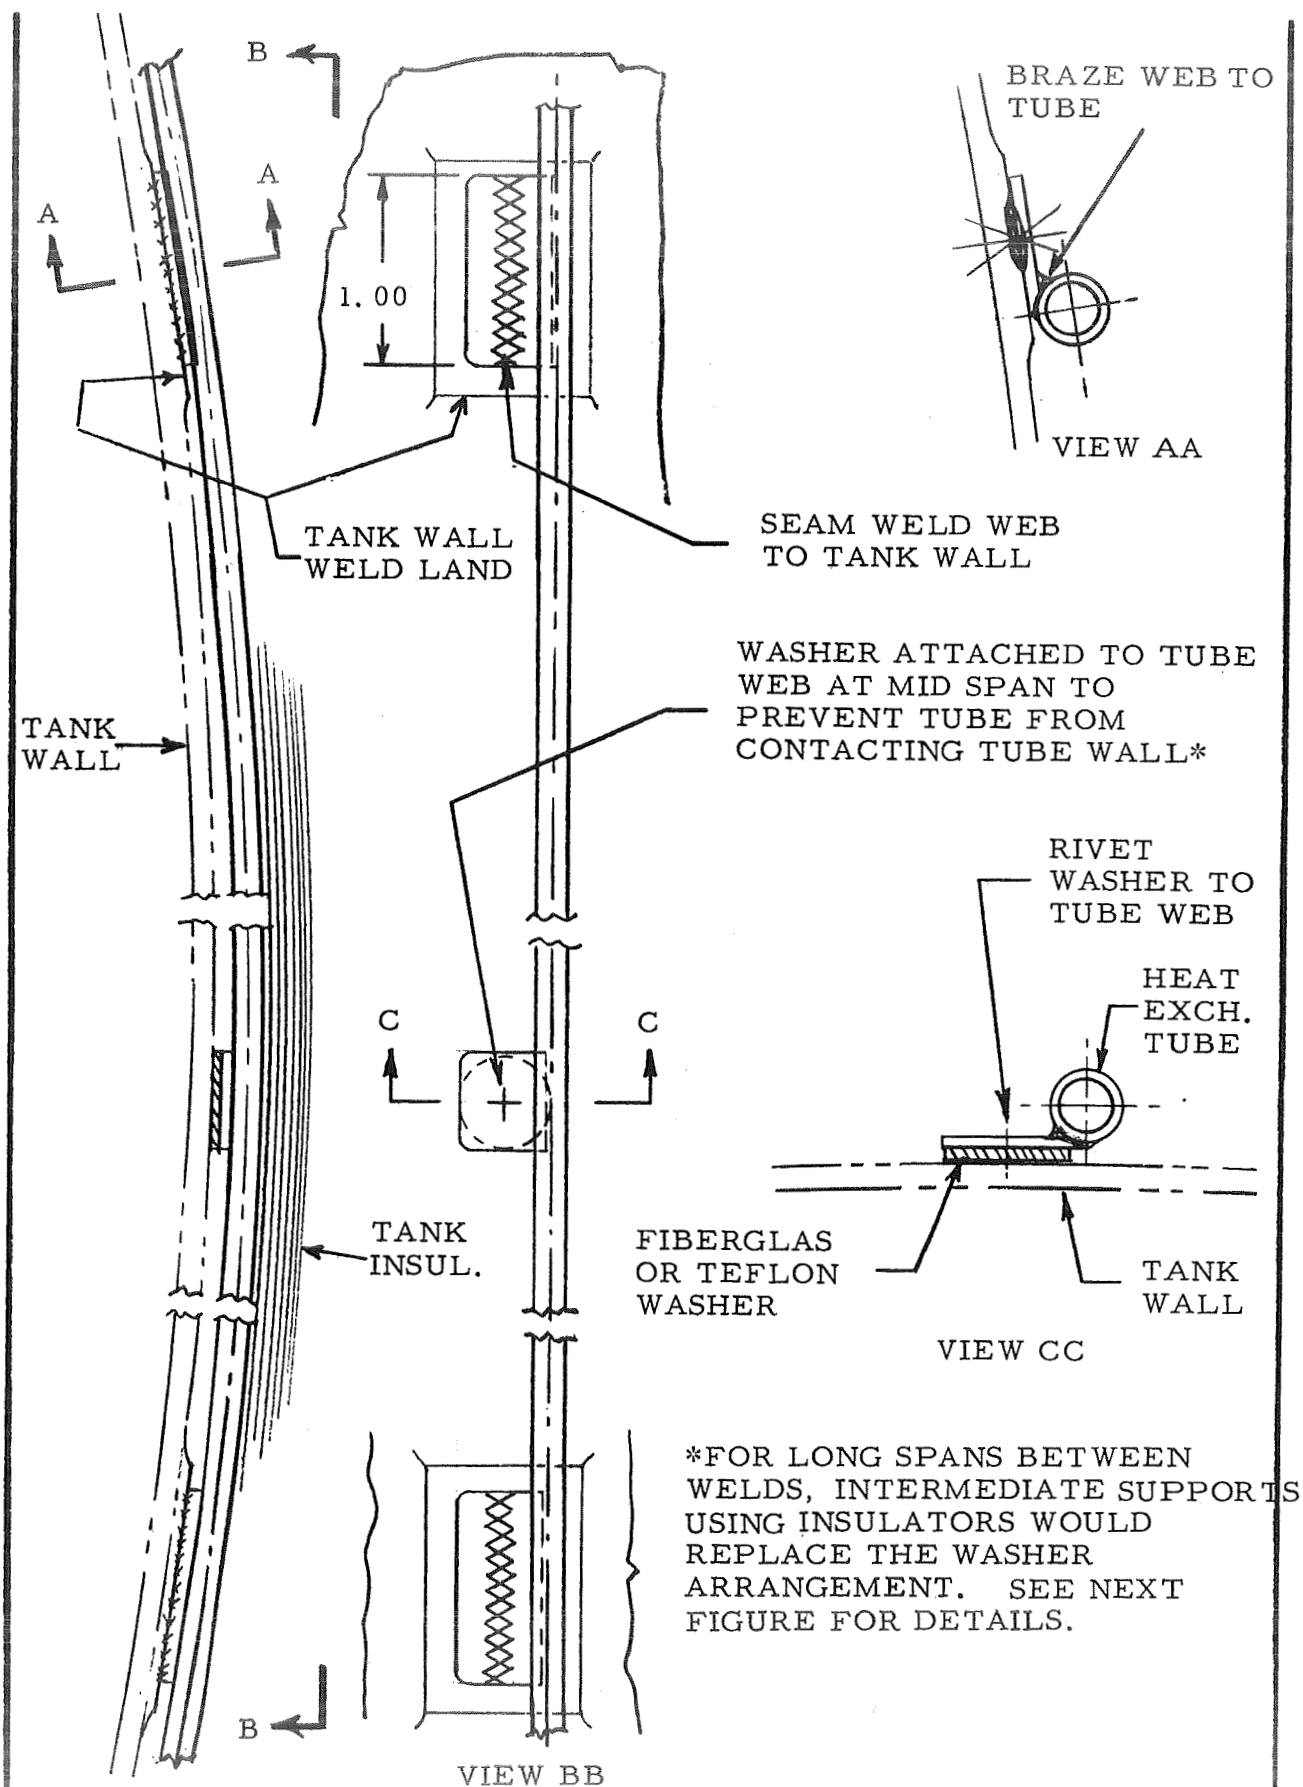 B
BRAZE WEB TO
TUBE
A
A
1.00
VIEW AA
TANK WALL
WELD LAND
SEAM WELD WEB
TO TANK WALL
WASHER ATTACHED TO TUBE
WEB AT MID SPAN TO
PREVENT TUBE FROM
CONTACTING TUBE WALL*
TANK
WALL
RIVET
WASHER TO
TUBE WEB
HEAT
EXCH.
TUBE
C
C
TANK
INSUL.
FIBERGLAS
OR TEFLON
WASHER
TANK
WALL
VIEW CC
*FOR LONG SPANS BETWEEN
WELDS, INTERMEDIATE SUPPORTS
USING INSULATORS WOULD
REPLACE THE WASHER
ARRANGEMENT. SEE NEXT
FIGURE FOR DETAILS.
B
VIEW BB